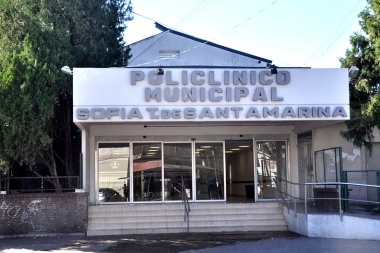 POLICLINICO
MUNICIPAL
SOFIA T. DE SANTAMARINA